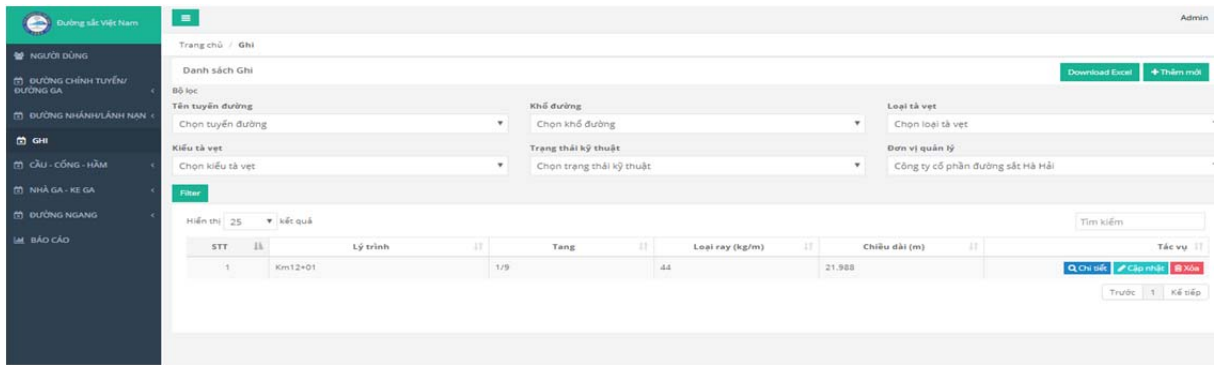 Đường sắt Việt Nam
Admin
NGƯỜI DÙNG
ĐƯỜNG CHÍNH TUYẾN/
ĐƯỜNG GA
ĐƯỜNG NHÁNH/LÁNH NẠN
GHI
CẦU - CỐNG - HẦM
NHÀ GA - KE GA
ĐƯỜNG NGANG
BÁO CÁO
Trang chủ / Ghi
Danh sách Ghi
Download Excel
Thêm mới
Bộ lọc
Tên tuyến đường
Khổ đường
Loại tà vẹt
Chọn tuyến đường
Chọn khổ đường
Chọn loại tà vẹt
Kiểu tà vẹt
Trạng thái kỹ thuật
Đơn vị quản lý
Chọn kiểu tà vẹt
Chọn trạng thái kỹ thuật
Công ty cổ phần đường sắt Hà Hải
Filter
Hiển thị 25 kết quả
Tìm kiếm
STT Lý trình Tang Loại ray (kg/m) Chiều dài (m) Tác vụ
1 Km12+01 1/9 44 21.988 Chi tiết Cập nhật Xóa
Trước 1 Kế tiếp